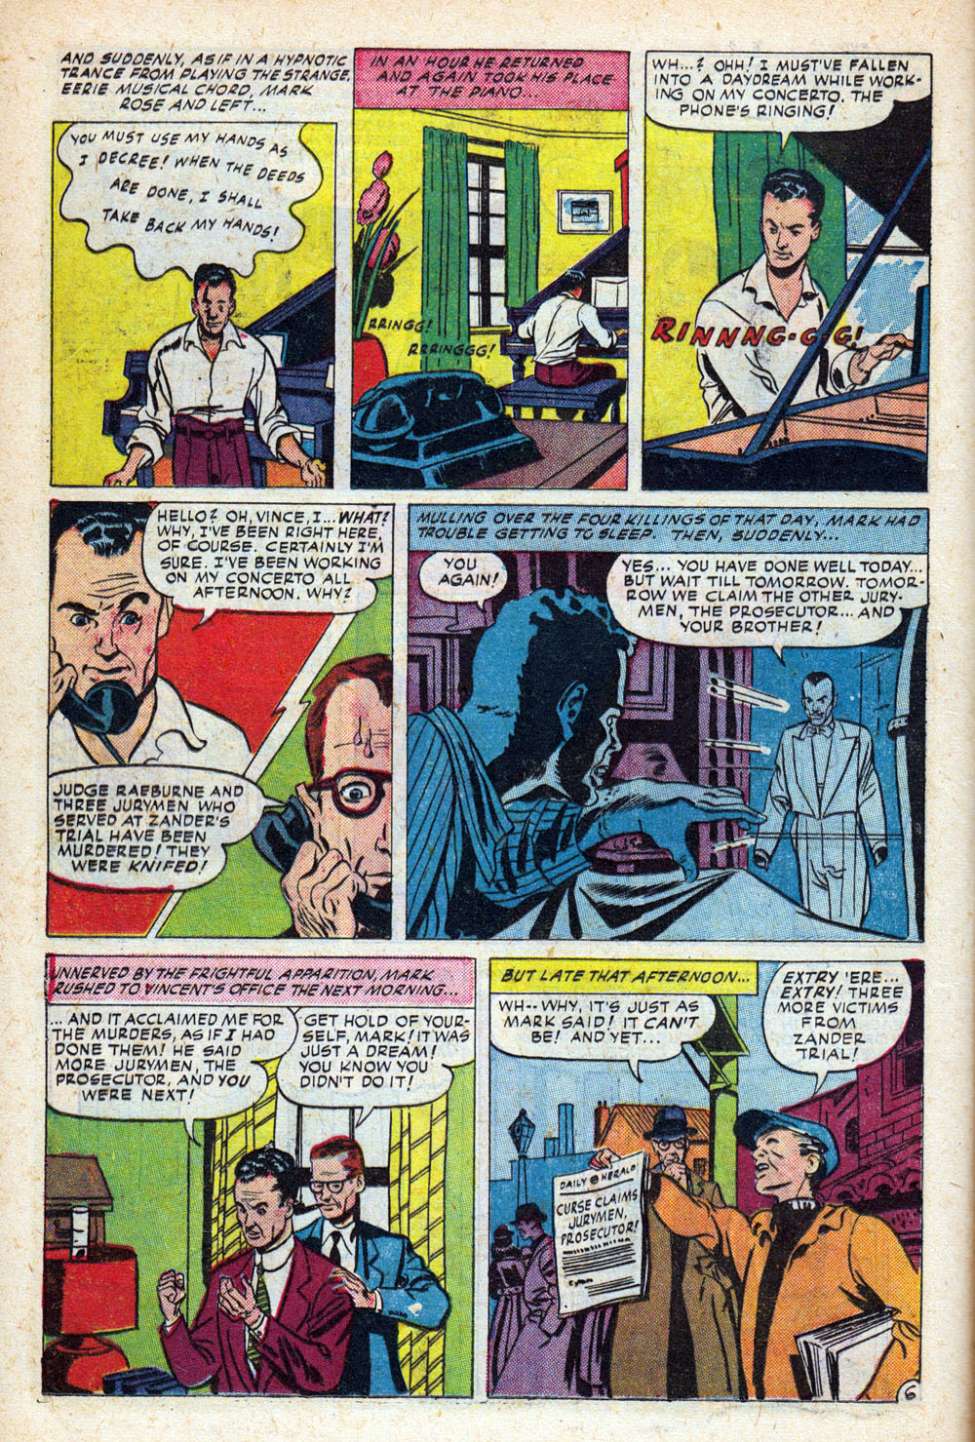 AND SUDDENLY, AS IF IN A HYPNOTIC
TRANCE FROM PLAYING THE STRANGE,
EERIE MUSICAL CHORD, MARK
ROSE AND LEFT...
YOU MUST USE MY HANDS AS
I DECREE! WHEN THE DEEDS
ARE DONE, I SHALL
TAKE BACK MY HANDS!
IN AN HOUR HE RETURNED
AND AGAIN TOOK HIS PLACE
AT THE PIANO...
RRINGG!
RRRINGGG!
WH...? OHH! I MUST'VE FALLEN
INTO A DAYDREAM WHILE WORK-
ING ON MY CONCERTO. THE
PHONE'S RINGING!
RINNNG-G-G!
HELLO? OH, VINCE, I... WHAT?
WHY, I'VE BEEN RIGHT HERE,
OF COURSE. CERTAINLY I'M
SURE. I'VE BEEN WORKING
ON MY CONCERTO ALL
AFTERNOON. WHY?
JUDGE RAEBURNE AND
THREE JURYMEN WHO
SERVED AT ZANDER'S
TRIAL HAVE BEEN
MURDERED! THEY
WERE KNIFED!
MULLING OVER THE FOUR KILLINGS OF THAT DAY, MARK HAD
TROUBLE GETTING TO SLEEP. THEN, SUDDENLY...
YOU
AGAIN!
YES... YOU HAVE DONE WELL TODAY...
BUT WAIT TILL TOMORROW. TOMOR-
ROW WE CLAIM THE OTHER JURY-
MEN, THE PROSECUTOR... AND
YOUR BROTHER!
UNNERVED BY THE FRIGHTFUL APPARITION, MARK
RUSHED TO VINCENT'S OFFICE THE NEXT MORNING...
... AND IT ACCLAIMED ME FOR
THE MURDERS, AS IF I HAD
DONE THEM! HE SAID
MORE JURYMEN, THE
PROSECUTOR, AND YOU
WERE NEXT!
GET HOLD OF YOUR-
SELF, MARK! IT WAS
JUST A DREAM!
YOU KNOW YOU
DIDN'T DO IT!
BUT LATE THAT AFTERNOON...
WH--WHY, IT'S JUST AS
MARK SAID! IT CAN'T
BE! AND YET...
EXTRY 'ERE...
EXTRY! THREE
MORE VICTIMS
FROM
ZANDER
TRIAL!
DAILY HERALD
CURSE CLAIMS
JURYMEN,
PROSECUTOR!
6